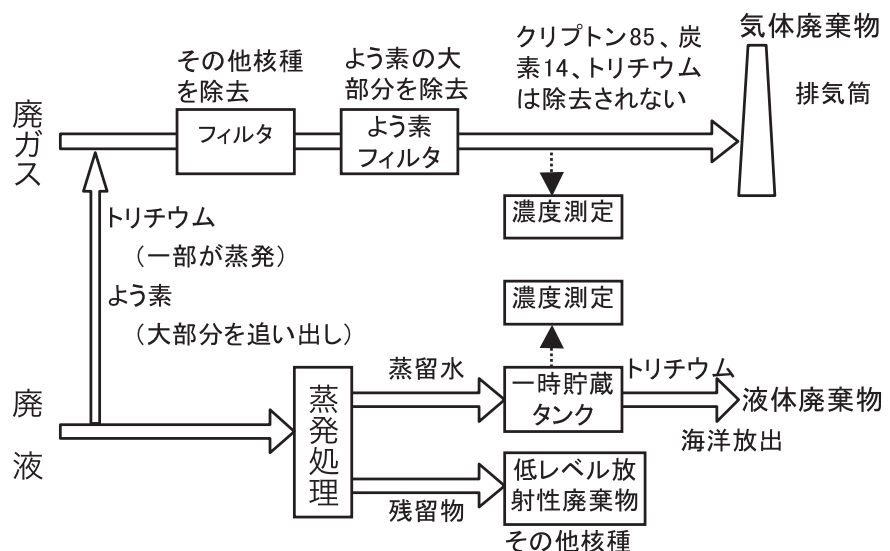 気体廃棄物
クリプトン85、炭
素14、トリチウム
は除去されない
その他核種
を除去
よう素の大
部分を除去
排気筒
廃ガス
フィルタ
よう素
フィルタ
濃度測定
トリチウム
（一部が蒸発）
よう素
（大部分を追い出し）
濃度測定
廃液
蒸発処理
蒸留水
一時貯蔵
タンク
トリチウム
液体廃棄物
海洋放出
残留物
低レベル放
射性廃棄物
その他核種